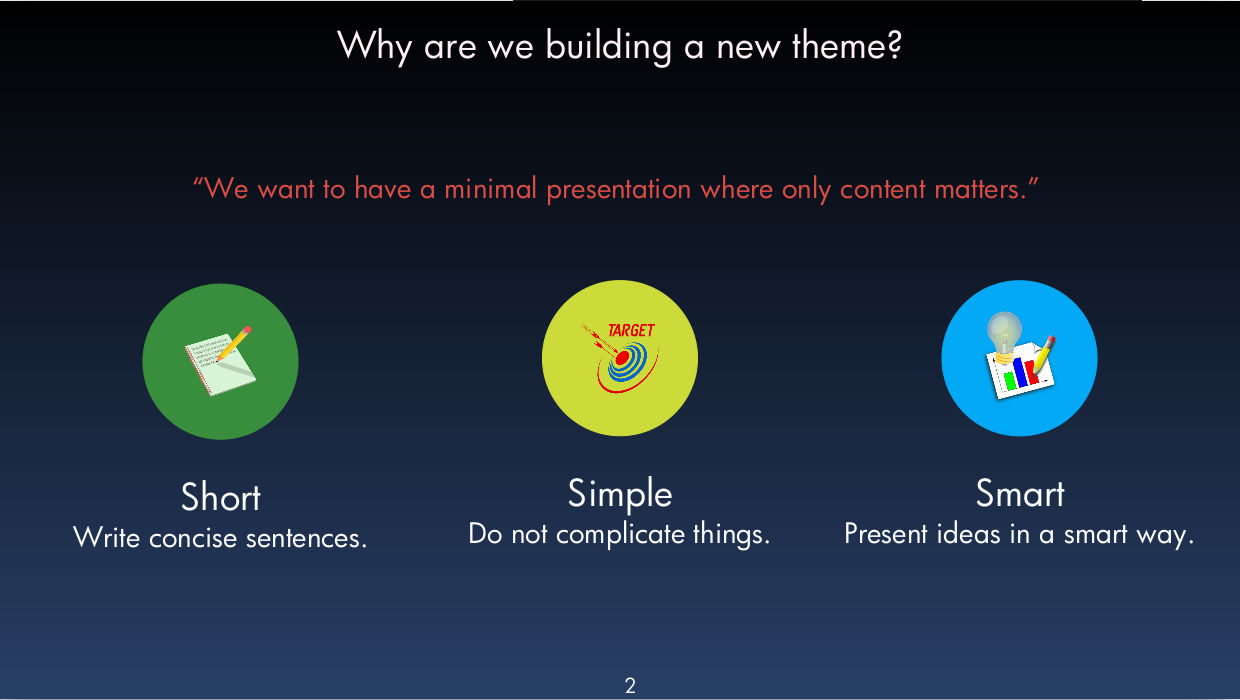 Why are we building a new theme?
“We want to have a minimal presentation where only content matters.”
TARGET
Short
Write concise sentences.
Simple
Do not complicate things.
Smart
Present ideas in a smart way.
2